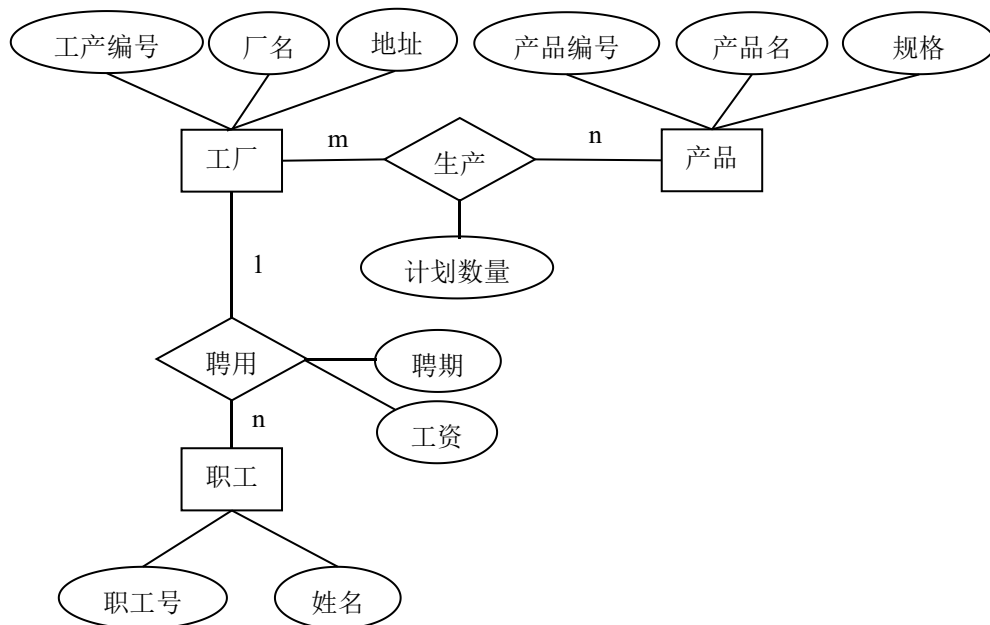 工产编号
厂名
地址
产品编号
产品名
规格
工厂
m
生产
n
产品
计划数量
1
聘用
聘期
工资
n
职工
职工号
姓名